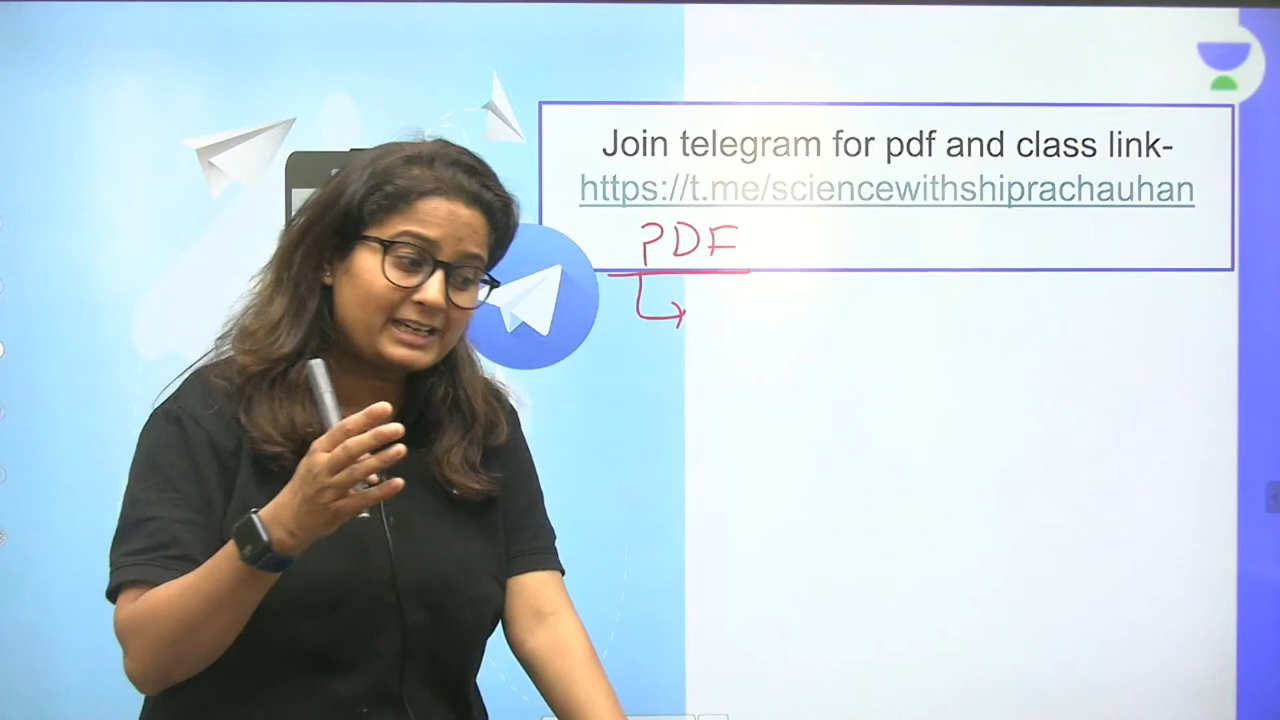 Join telegram for pdf and class link-
https://t.me/sciencewithshiprachauhan
PDF